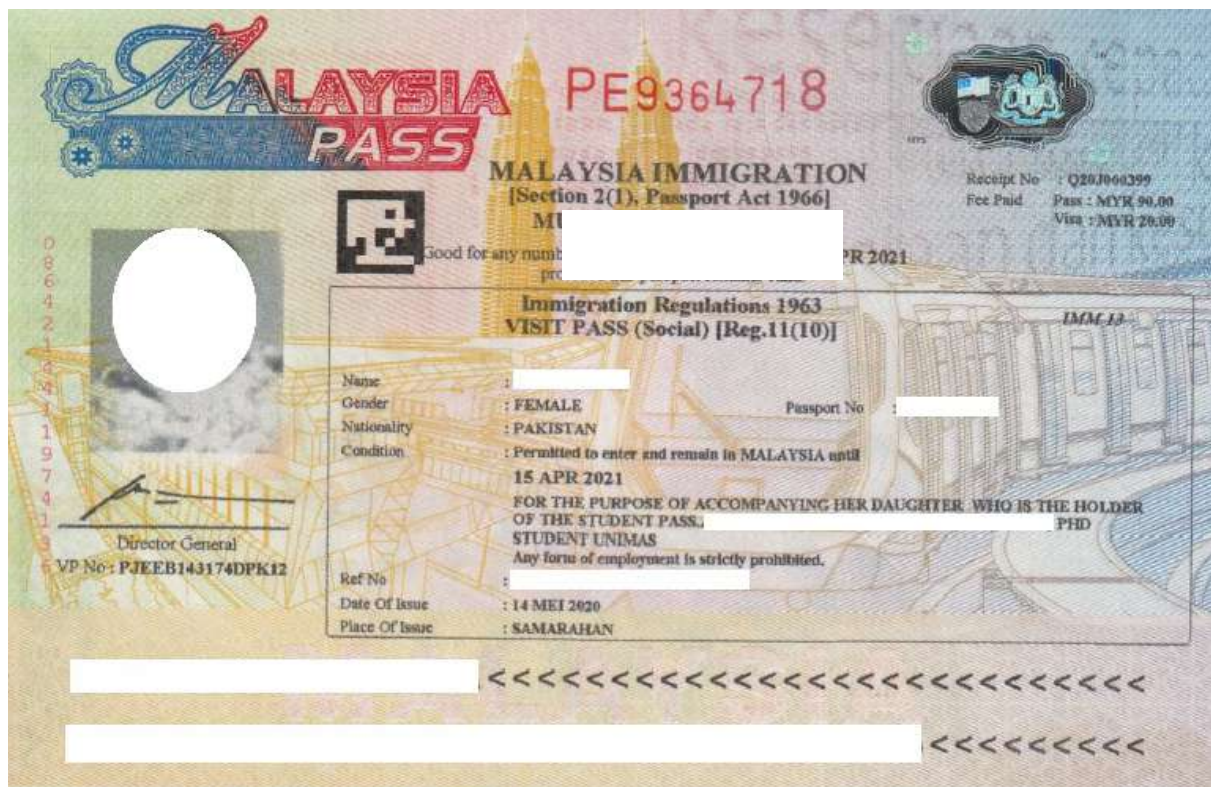 MALAYSIA
PASS
PE9364718
MALAYSIA IMMIGRATION
[Section 2(1), Passport Act 1966]
MU
Good for any numb PR 2021
pro
Receipt No : Q20J000399
Fee Paid Pass : MYR 90.00
Visa : MYR 20.00
Immigration Regulations 1963
VISIT PASS (Social) [Reg.11(10)]
IMM 13
Name :
Gender : FEMALE
Passport No :
Nationality : PAKISTAN
Condition : Permitted to enter and remain in MALAYSIA until
15 APR 2021
FOR THE PURPOSE OF ACCOMPANYING HER DAUGHTER WHO IS THE HOLDER
OF THE STUDENT PASS. PHD
STUDENT UNIMAS
Any form of employment is strictly prohibited.
Ref No :
Date Of Issue : 14 MEI 2020
Place Of Issue : SAMARAHAN
Director General
VP No : PJEEB143174DPK12
<<<<<<<<<<<<<<<<<<<<<<<<<<<
<<<<<<<<<